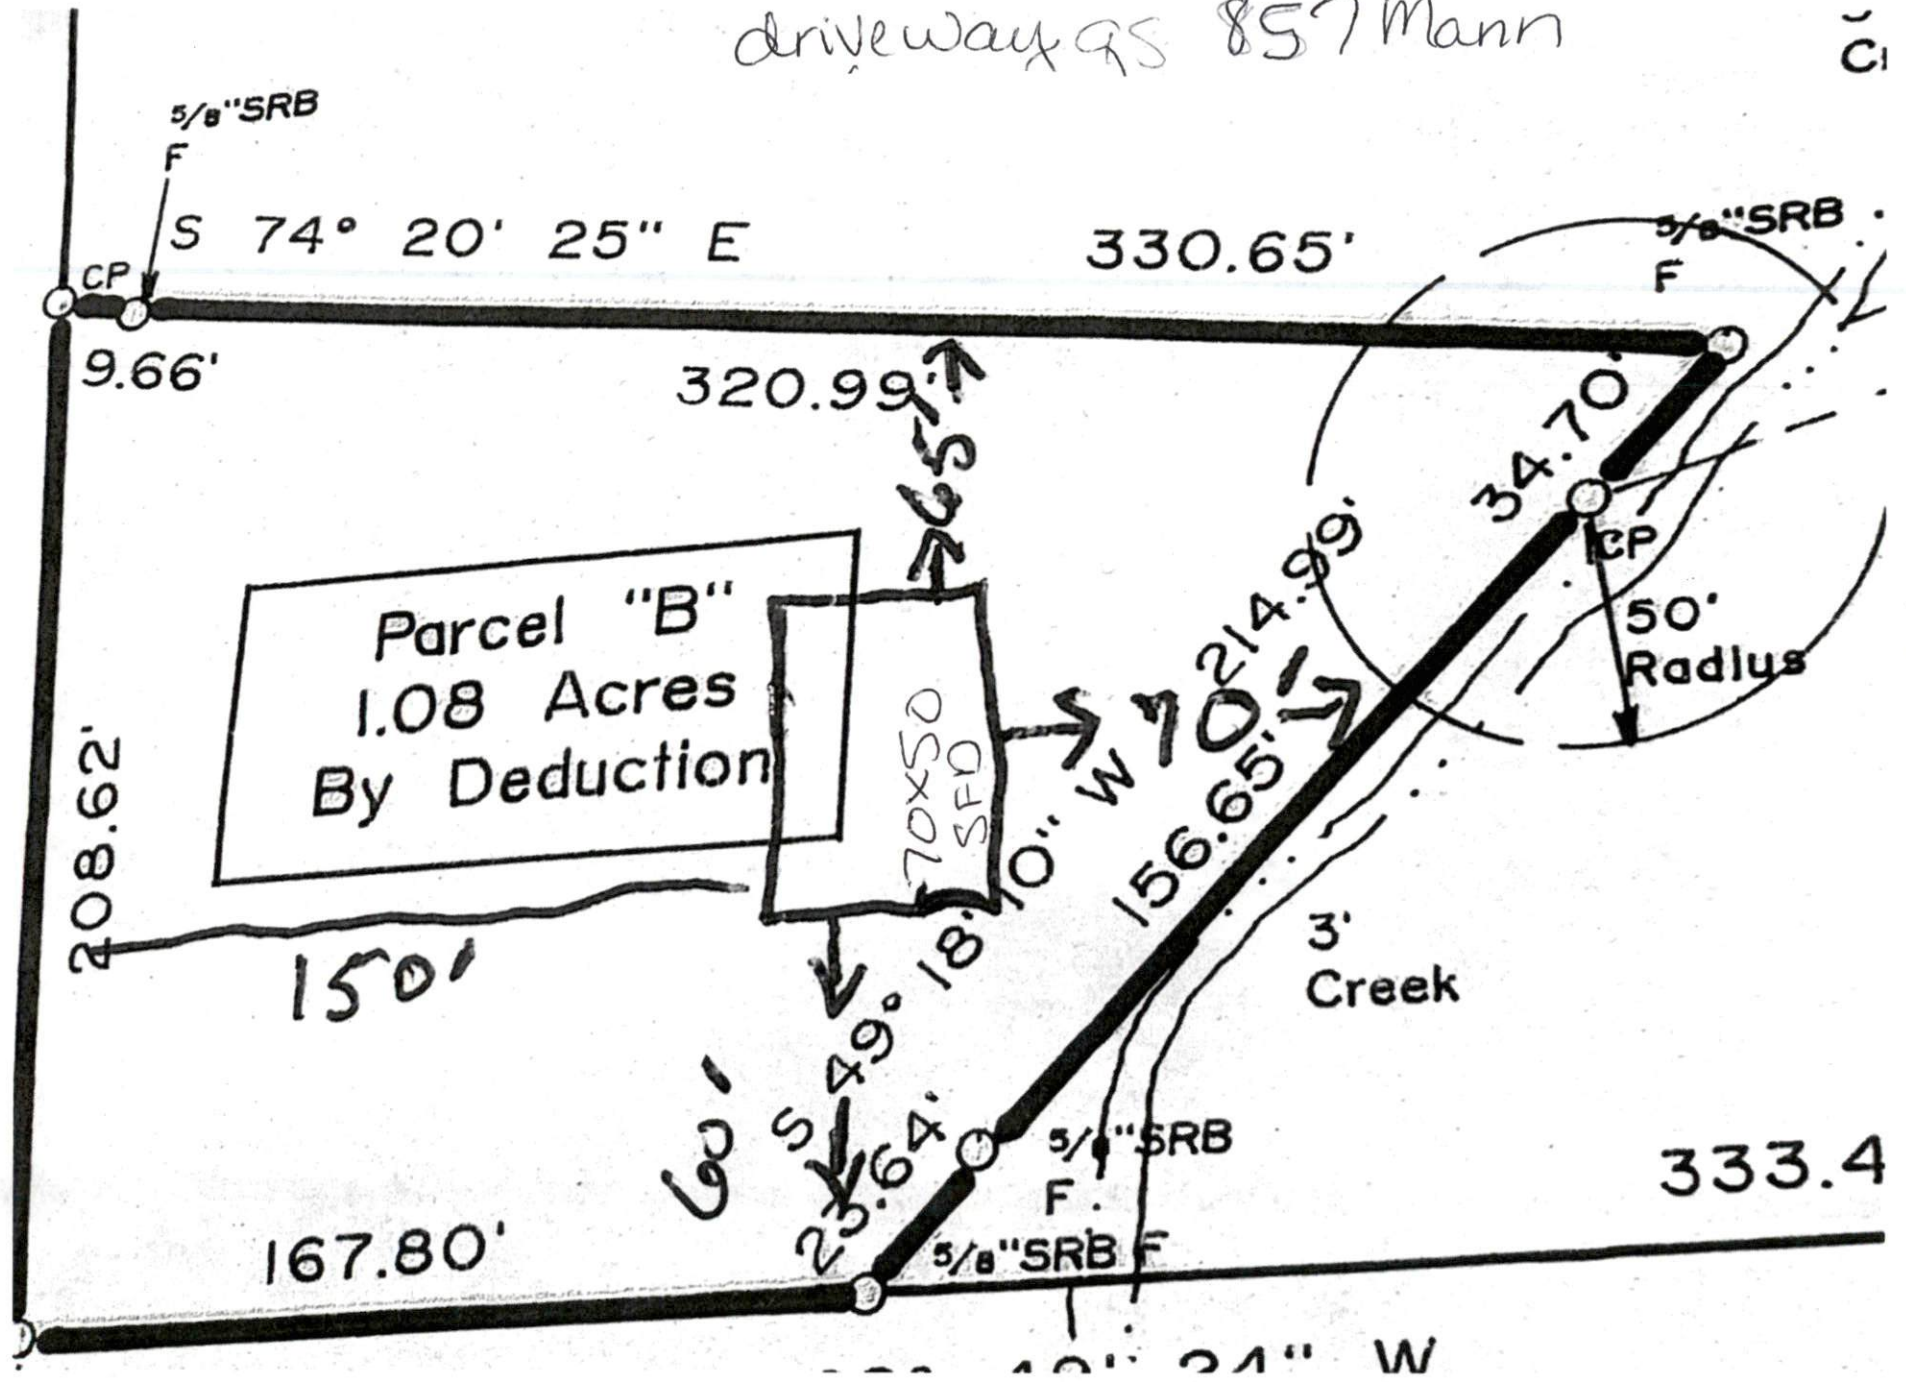 driveway as 857 Mann
5/8"SRB
F
S 74° 20' 25" E
330.65'
5/8"SRB
F
CP
9.66'
320.99'
65'
34.70'
CP
50'
Radius
214.99'
Parcel "B"
1.08 Acres
By Deduction
70x50
SFD
70'
S 49° 18' 10" W
156.65'
208.62'
150'
3'
Creek
60'
23.64'
5/8"SRB
F
5/8"SRB F
333.4
167.80'
24" W